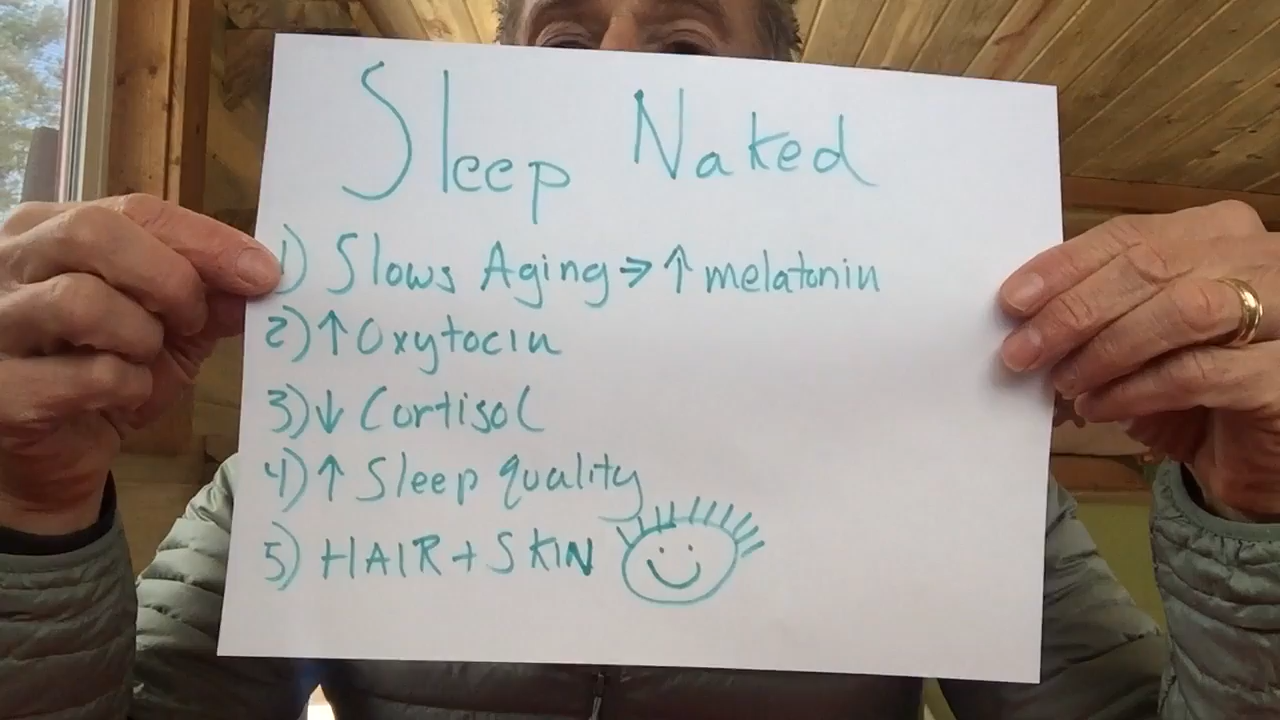 Sleep Naked
1) Slows Aging → ↑ melatonin
2) ↑ Oxytocin
3) ↓ Cortisol
4) ↑ Sleep quality
5) HAIR + SKIN